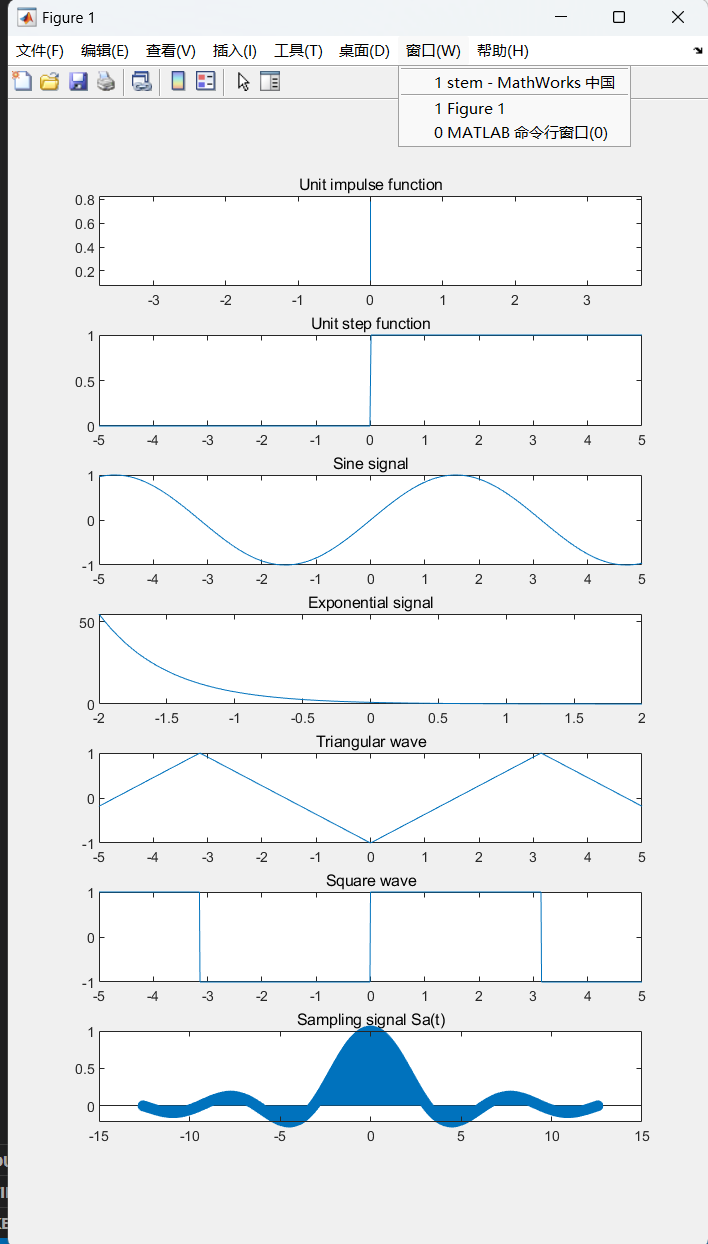 Figure 1
文件(F) 编辑(E) 查看(V) 插入(I) 工具(T) 桌面(D) 窗口(W) 帮助(H)
1 stem - MathWorks 中国
1 Figure 1
0 MATLAB 命令行窗口(0)
Unit impulse function
0.8
0.6
0.4
0.2
-3 -2 -1 0 1 2 3
Unit step function
1
0.5
0
-5 -4 -3 -2 -1 0 1 2 3 4 5
Sine signal
1
0
-1
-5 -4 -3 -2 -1 0 1 2 3 4 5
Exponential signal
50
0
-2 -1.5 -1 -0.5 0 0.5 1 1.5 2
Triangular wave
1
0
-1
-5 -4 -3 -2 -1 0 1 2 3 4 5
Square wave
1
0
-1
-5 -4 -3 -2 -1 0 1 2 3 4 5
Sampling signal Sa(t)
1
0.5
0
-15 -10 -5 0 5 10 15